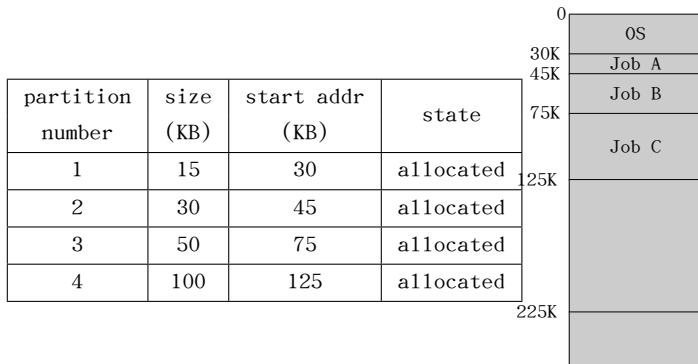 partition number size (KB) start addr (KB) state
1 15 30 allocated
2 30 45 allocated
3 50 75 allocated
4 100 125 allocated
0
OS
30K
Job A
45K
Job B
75K
Job C
125K
225K